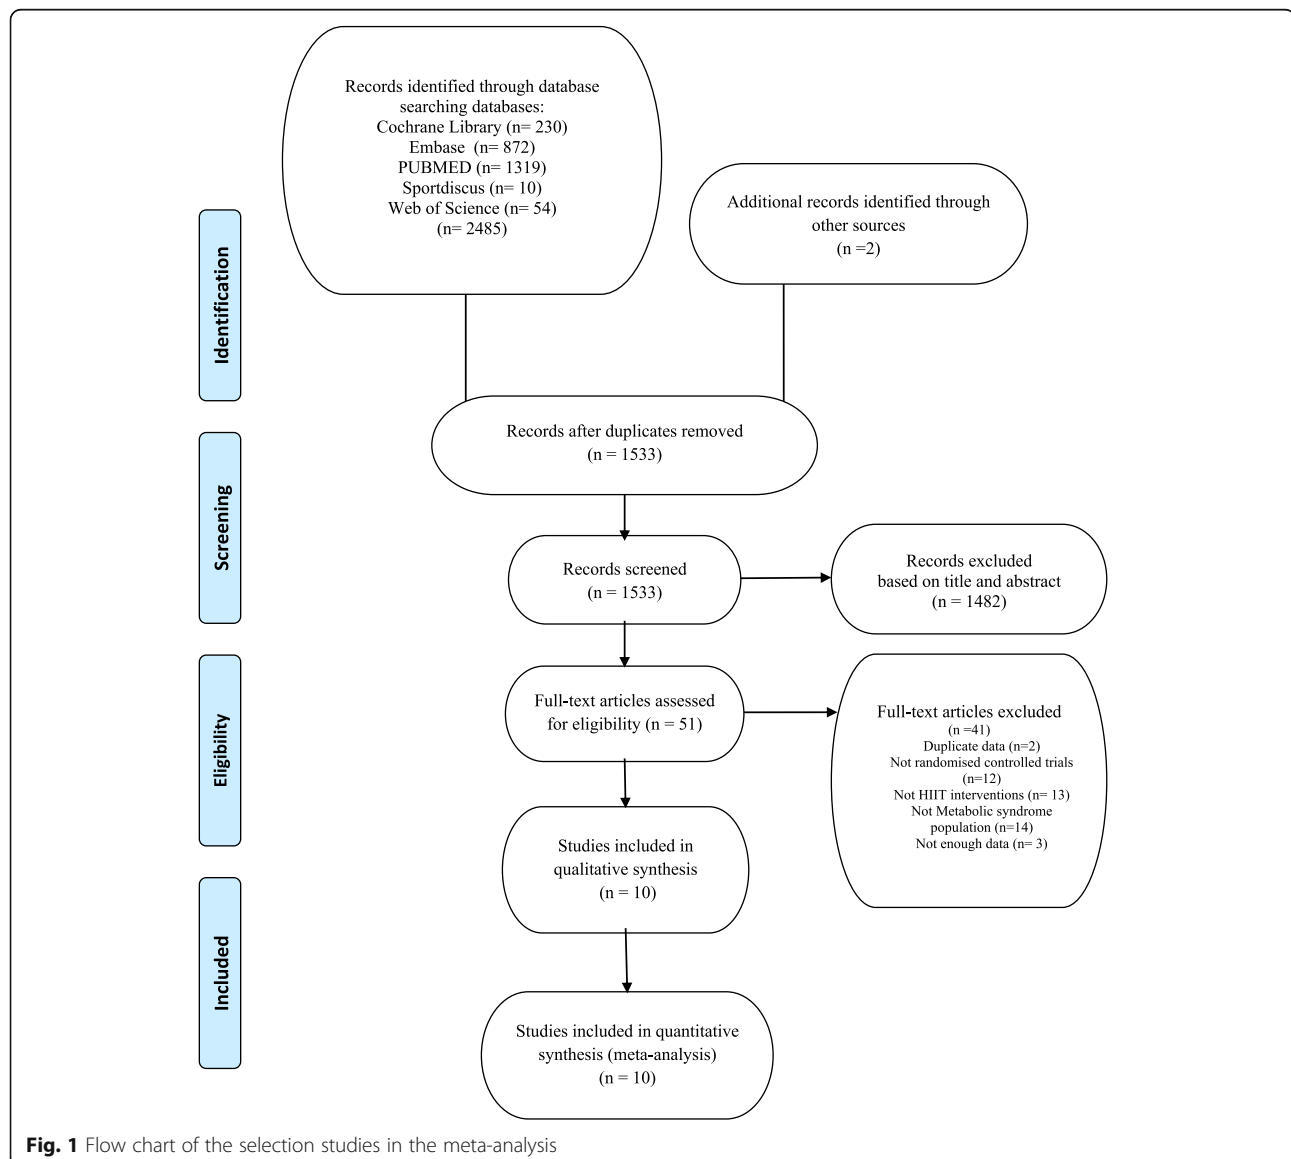 Records identified through database
searching databases:
Cochrane Library (n= 230)
Embase (n= 872)
PUBMED (n= 1319)
Sportdiscus (n= 10)
Web of Science (n= 54)
(n= 2485)
Additional records identified through
other sources
(n =2)
Identification
Records after duplicates removed
(n = 1533)
Screening
Records screened
(n = 1533)
Records excluded
based on title and abstract
(n = 1482)
Eligibility
Full-text articles assessed
for eligibility (n = 51)
Full-text articles excluded
(n =41)
Duplicate data (n=2)
Not randomised controlled trials
(n=12)
Not HIIT interventions (n= 13)
Not Metabolic syndrome
population (n=14)
Not enough data (n= 3)
Studies included in
qualitative synthesis
(n = 10)
Included
Studies included in quantitative
synthesis (meta-analysis)
(n = 10)
Fig. 1 Flow chart of the selection studies in the meta-analysis